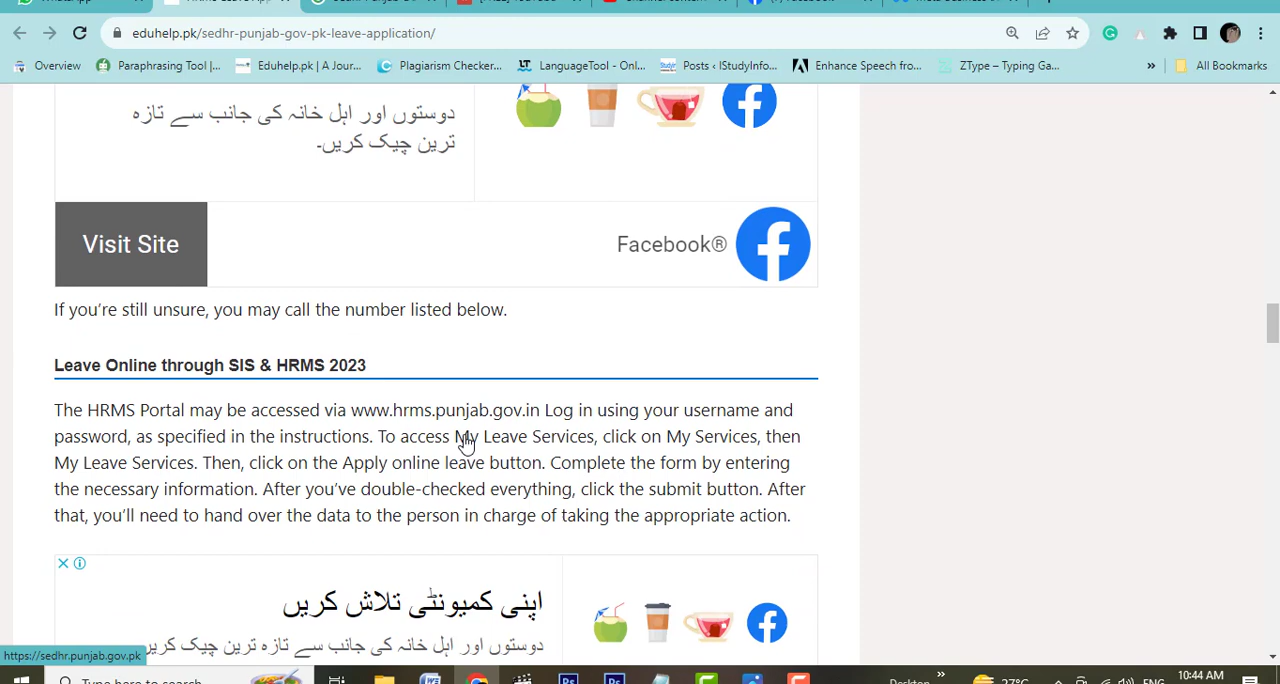 eduhelp.pk/sedhr-punjab-gov-pk-leave-application/
Overview
Paraphrasing Tool |...
Eduhelp.pk | A Jour...
Plagiarism Checker...
LanguageTool - Onl...
Posts ‹ IStudyInfo...
Enhance Speech fro...
ZType – Typing Ga...
»
All Bookmarks
دوستوں اور اہل خانہ کی جانب سے تازہ
ترین چیک کریں۔
Visit Site
Facebook®
If you’re still unsure, you may call the number listed below.
Leave Online through SIS & HRMS 2023
The HRMS Portal may be accessed via www.hrms.punjab.gov.in Log in using your username and
password, as specified in the instructions. To access My Leave Services, click on My Services, then
My Leave Services. Then, click on the Apply online leave button. Complete the form by entering
the necessary information. After you’ve double-checked everything, click the submit button. After
that, you’ll need to hand over the data to the person in charge of taking the appropriate action.
اپنی کمیونٹی تلاش کریں
دوستوں اور اہل خانہ کی جانب سے تازہ ترین چیک کریں
https://sedhr.punjab.gov.pk
Type here to search
Desktop
»
27°C
ENG
10:44 AM